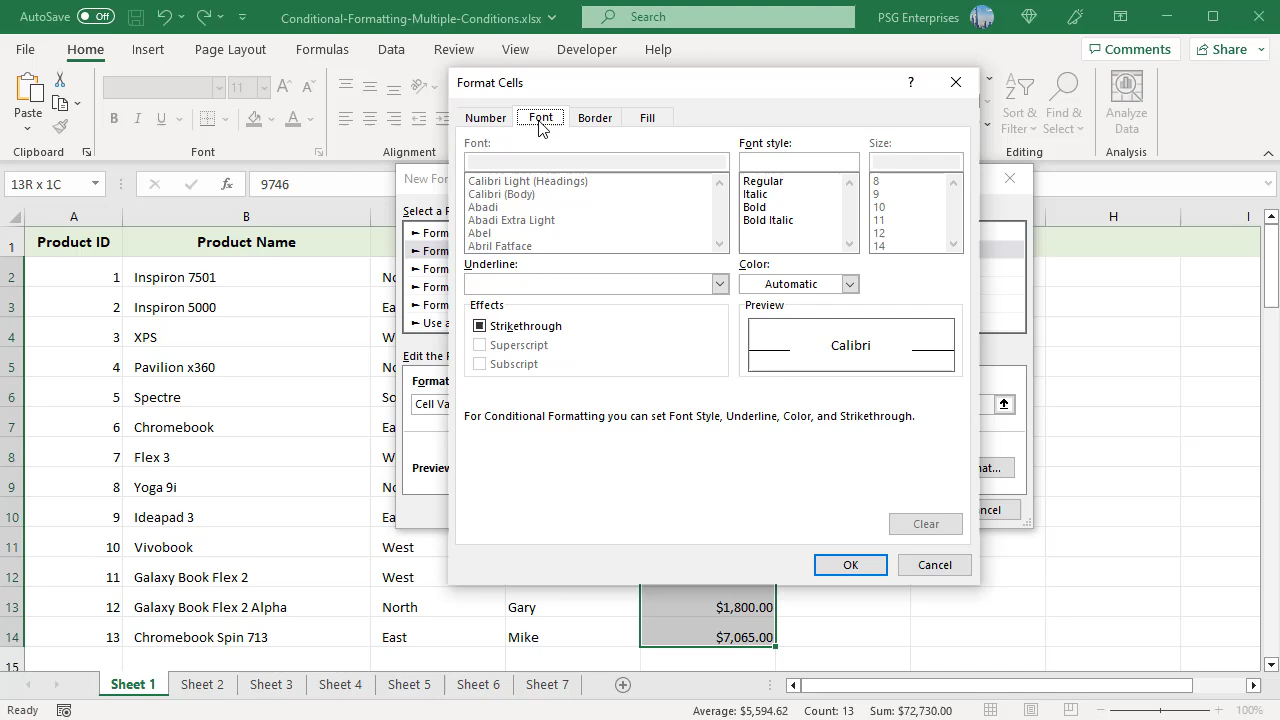 AutoSave Off Conditional-Formatting-Multiple-Conditions.xlsx Search PSG Enterprises
File Home Insert Page Layout Formulas Data Review View Developer Help Comments Share
Paste 11 B I U A Sort & Filter Find & Select Analyze Data
Clipboard Font Alignment Editing Analysis
13R x 1C fx 9746
A B H I
1 Product ID Product Name
2 1 Inspiron 7501 No
3 2 Inspiron 5000 Ea
4 3 XPS W
5 4 Pavilion x360 No
6 5 Spectre So
7 6 Chromebook Ea
8 7 Flex 3 W
9 8 Yoga 9i No
10 9 Ideapad 3 Ea
11 10 Vivobook West
12 11 Galaxy Book Flex 2 West
13 12 Galaxy Book Flex 2 Alpha North Gary $1,800.00
14 13 Chromebook Spin 713 East Mike $7,065.00
15
New For
Select a R
► Form
► Form
► Form
► Form
► Form
► Use a
Edit the R
Format
Cell Va
Preview
nat...
ncel
Format Cells ?
Number Font Border Fill
Font: Font style: Size:
Calibri Light (Headings) Regular 8
Calibri (Body) Italic 9
Abadi Bold 10
Abadi Extra Light Bold Italic 11
Abel 12
Abril Fatface 14
Underline: Color:
Automatic
Effects Preview
Strikethrough
Superscript Calibri
Subscript
For Conditional Formatting you can set Font Style, Underline, Color, and Strikethrough.
Clear
OK Cancel
Sheet 1 Sheet 2 Sheet 3 Sheet 4 Sheet 5 Sheet 6 Sheet 7
Ready Average: $5,594.62 Count: 13 Sum: $72,730.00 100%